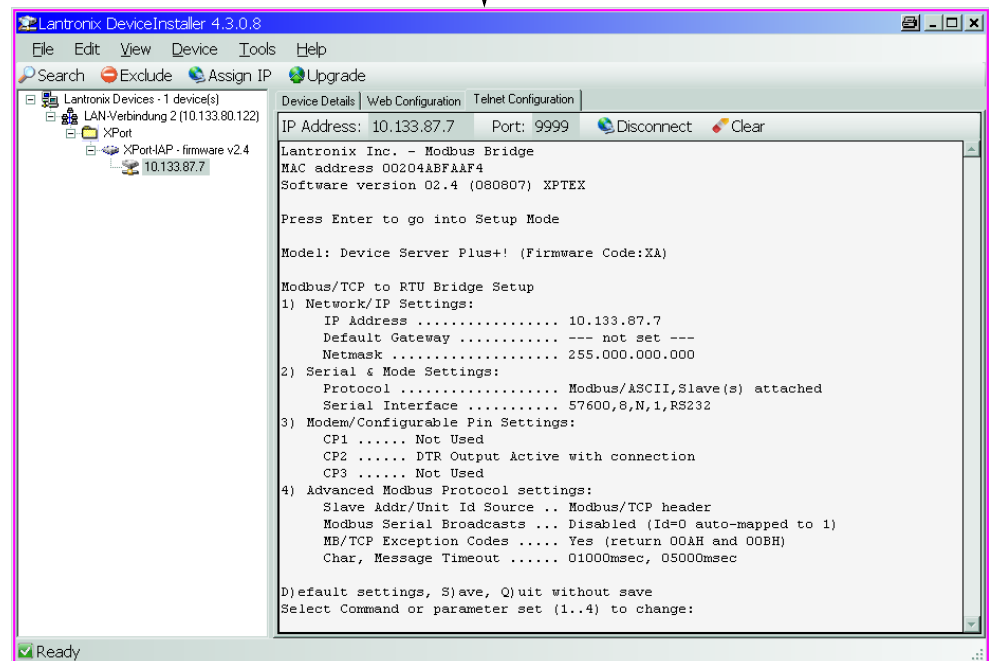 Lantronix DeviceInstaller 4.3.0.8
File Edit View Device Tools Help
Search Exclude Assign IP Upgrade
Lantronix Devices - 1 device(s)
LAN-Verbindung 2 (10.133.80.122)
XPort
XPort-IAP - firmware v2.4
10.133.87.7
Device Details Web Configuration Telnet Configuration
IP Address: 10.133.87.7 Port: 9999 Disconnect Clear
Lantronix Inc. - Modbus Bridge
MAC address 00204ABFAAF4
Software version 02.4 (080807) XPTEX
Press Enter to go into Setup Mode
Model: Device Server Plus+! (Firmware Code:XA)
Modbus/TCP to RTU Bridge Setup
1) Network/IP Settings:
IP Address ................. 10.133.87.7
Default Gateway ............ --- not set ---
Netmask .................... 255.000.000.000
2) Serial & Mode Settings:
Protocol ................... Modbus/ASCII,Slave(s) attached
Serial Interface ........... 57600,8,N,1,RS232
3) Modem/Configurable Pin Settings:
CP1 ...... Not Used
CP2 ...... DTR Output Active with connection
CP3 ...... Not Used
4) Advanced Modbus Protocol settings:
Slave Addr/Unit Id Source .. Modbus/TCP header
Modbus Serial Broadcasts ... Disabled (Id=0 auto-mapped to 1)
MB/TCP Exception Codes ..... Yes (return 00AH and 00BH)
Char, Message Timeout ...... 01000msec, 05000msec
D)efault settings, S)ave, Q)uit without save
Select Command or parameter set (1..4) to change:
Ready